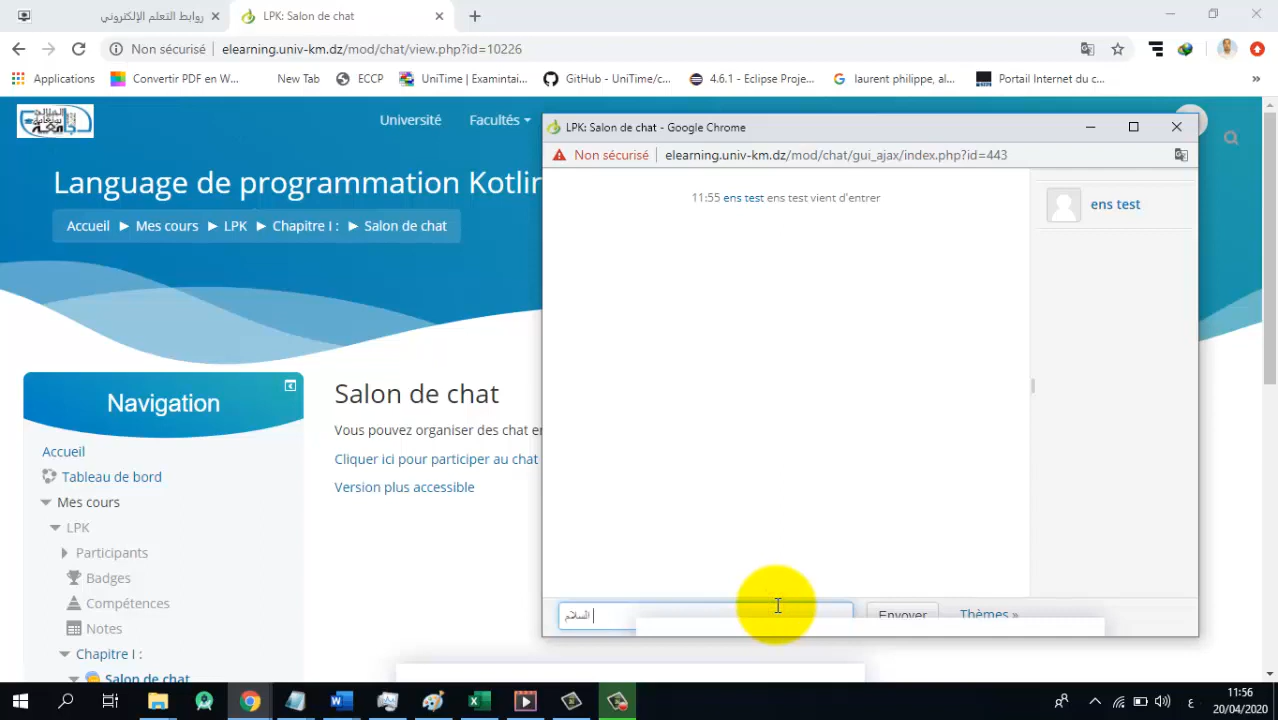 روابط التعلم الإلكتروني
LPK: Salon de chat
Non sécurisé
elearning.univ-km.dz/mod/chat/view.php?id=10226
Applications
Convertir PDF en W...
New Tab
ECCP
UniTime | Examintai...
GitHub - UniTime/c...
4.6.1 - Eclipse Proje...
laurent philippe, al...
Portail Internet du c...
»
Université
Facultés
LPK: Salon de chat - Google Chrome
Non sécurisé
elearning.univ-km.dz/mod/chat/gui_ajax/index.php?id=443
Language de programmation Kotlin
Accueil ► Mes cours ► LPK ► Chapitre I : ► Salon de chat
11:55 ens test ens test vient d'entrer
ens test
Navigation
Accueil
Tableau de bord
Mes cours
LPK
Participants
Badges
Compétences
Notes
Chapitre I :
Salon de chat
Salon de chat
Vous pouvez organiser des chat en
Cliquer ici pour participer au chat
Version plus accessible
السلام
Envoyer
Thèmes »
ع
11:56
20/04/2020